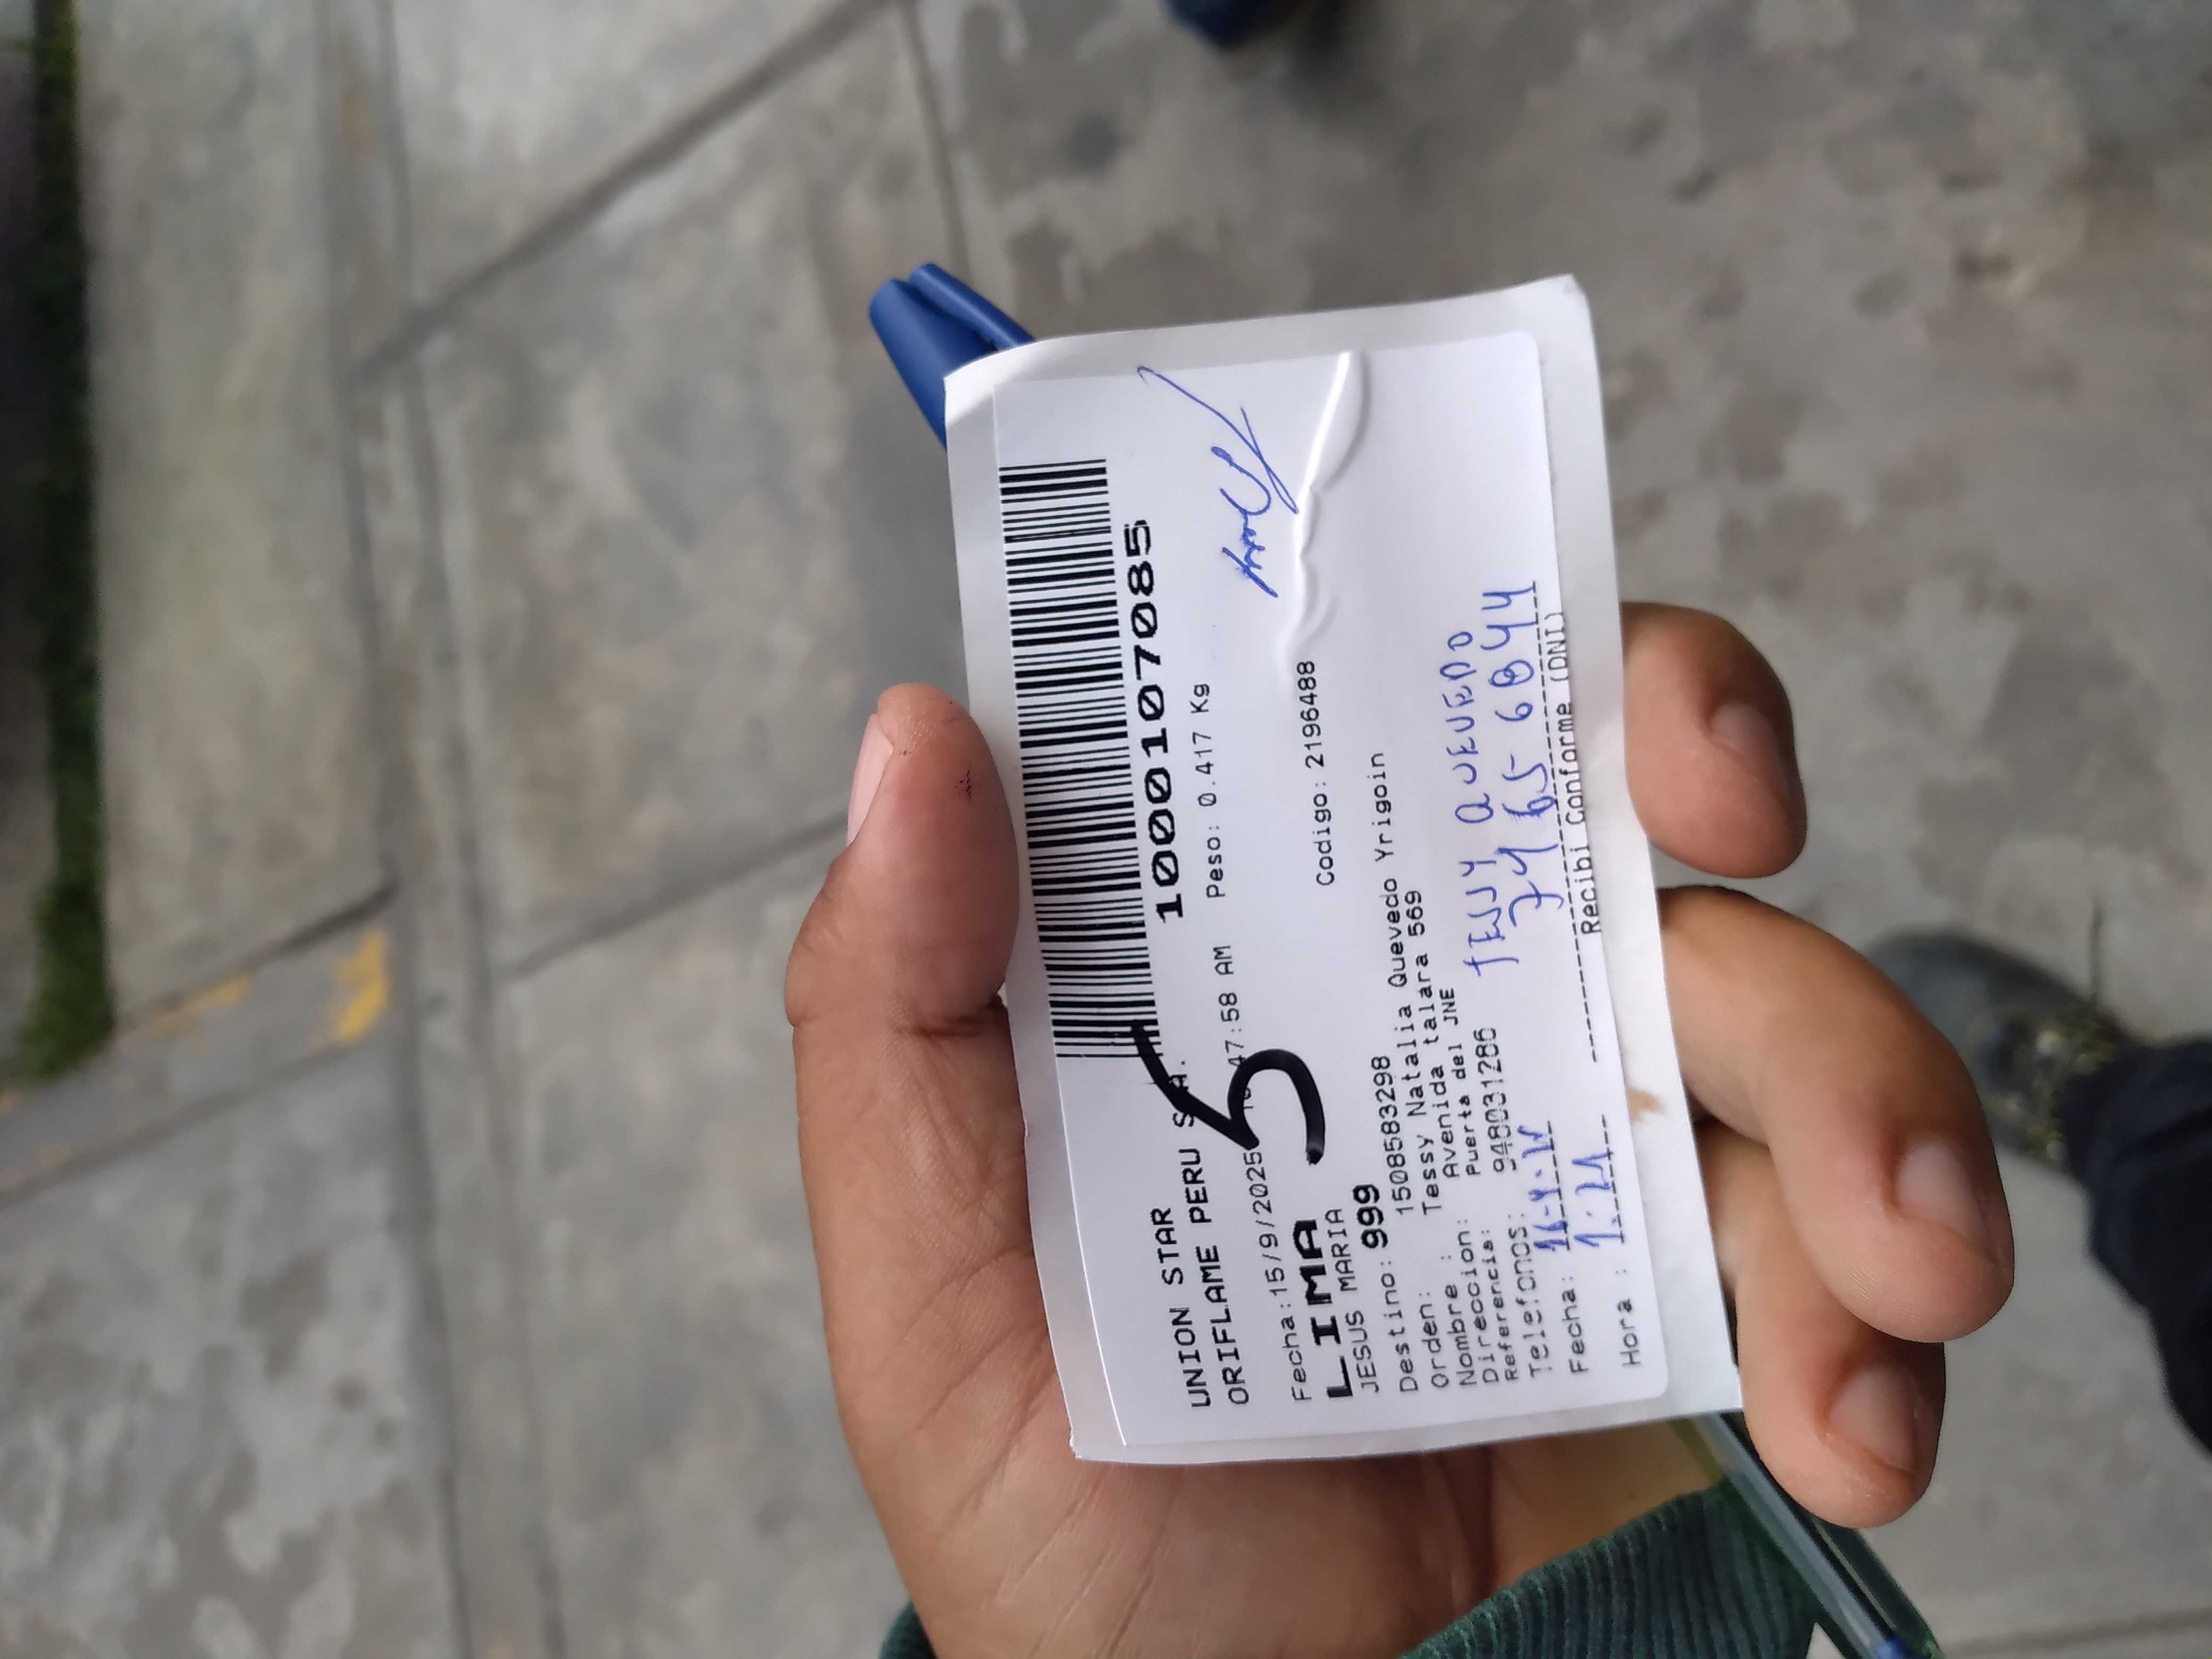 1000107085
UNION STAR
ORIFLAME PERU S.A.
Fecha:15/9/2025 47:58 AM Peso: 0.417 Kg
5
LIMA
JESUS MARIA
Codigo: 2196488
Destino: 999
Orden: 15085583298
Nombre : Tessy Natalia Quevedo Yrigoin
Direccion: Avenida talara 569
Referencia: Puerta del JNE
Telefonos: 948031286
TESSY QUEVEDO
Fecha:
Hora :
Recibi Conforme (DNI)